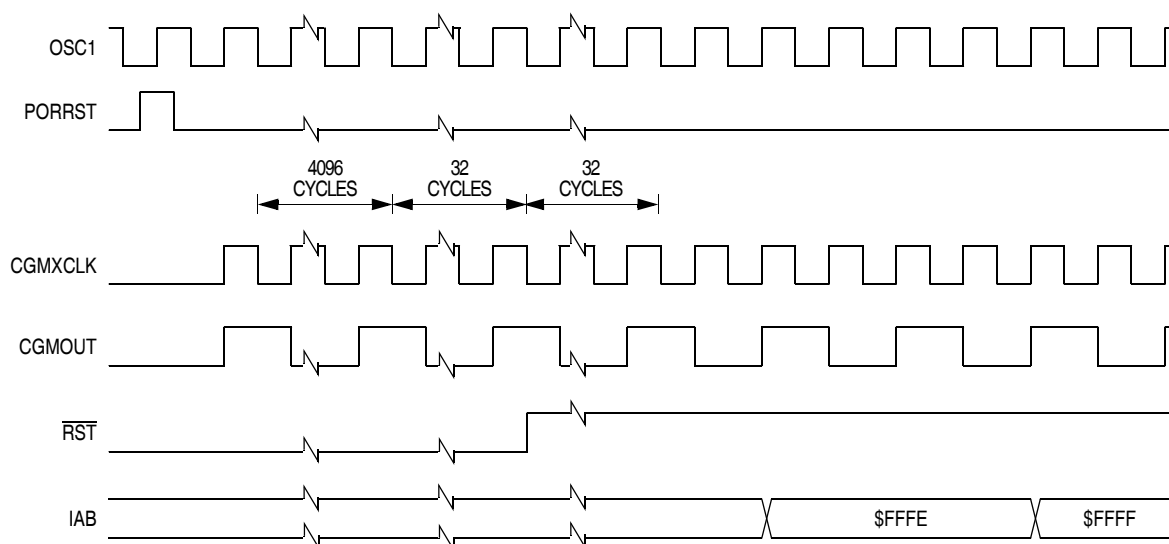 OSC1
PORRST
4096
CYCLES
32
CYCLES
32
CYCLES
CGMXCLK
CGMOUT
RST
IAB
$FFFE
$FFFF